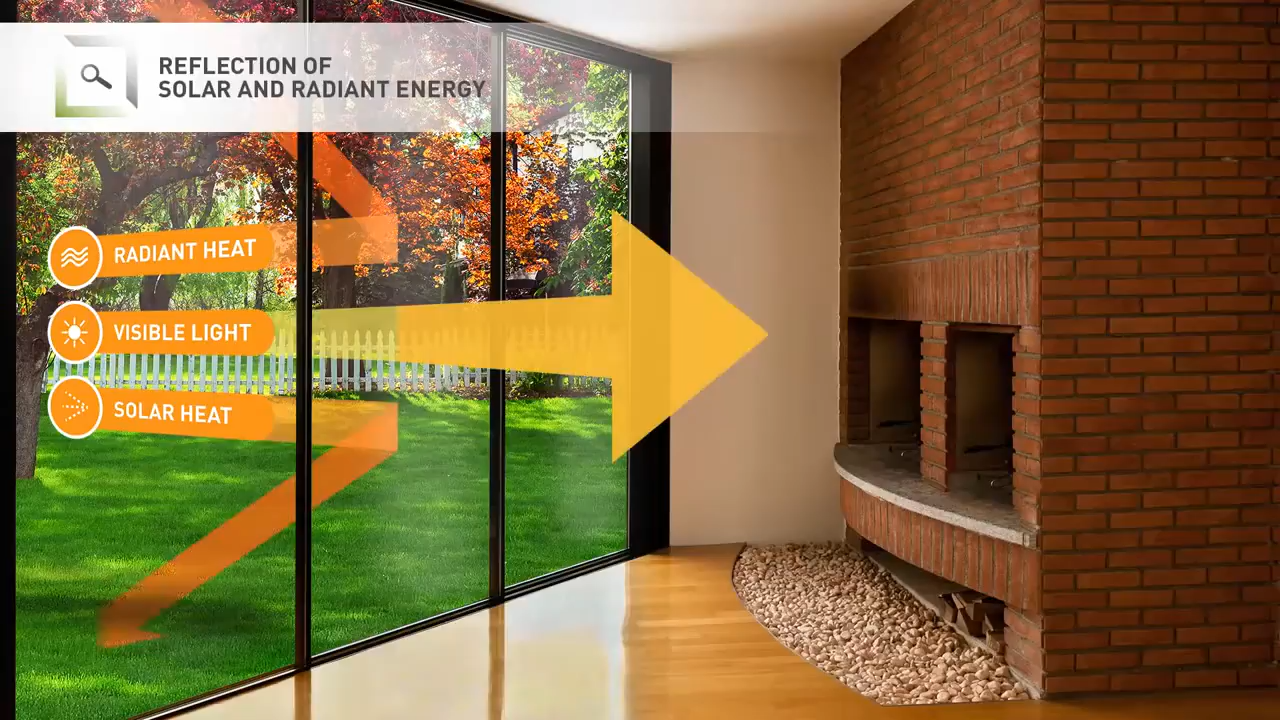 REFLECTION OF
SOLAR AND RADIANT ENERGY
RADIANT HEAT
VISIBLE LIGHT
SOLAR HEAT